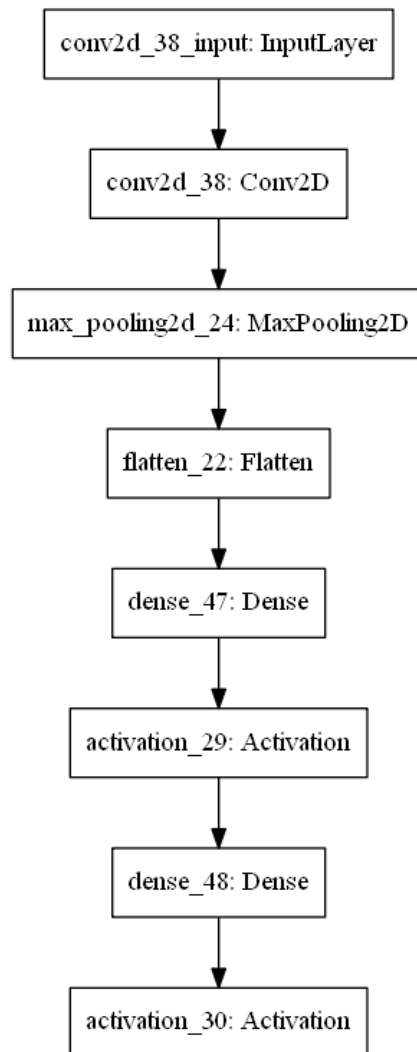 conv2d_38_input: InputLayer
conv2d_38: Conv2D
max_pooling2d_24: MaxPooling2D
flatten_22: Flatten
dense_47: Dense
activation_29: Activation
dense_48: Dense
activation_30: Activation